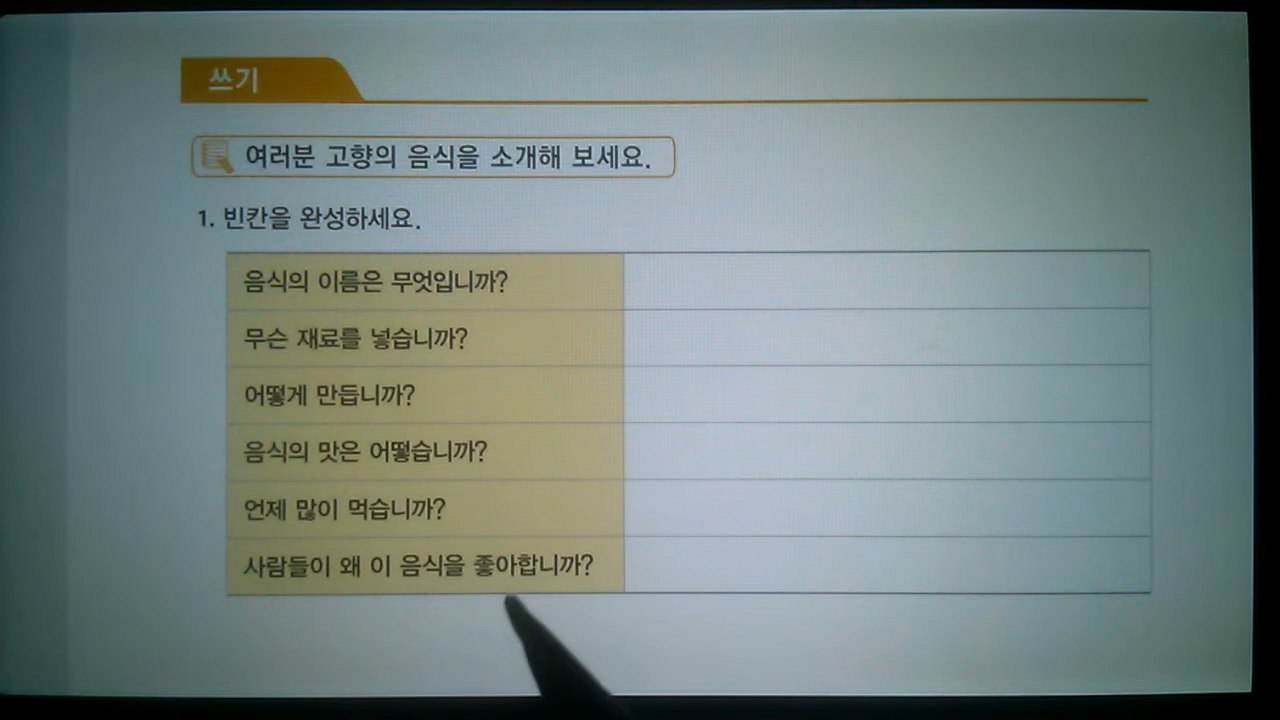 쓰기
여러분 고향의 음식을 소개해 보세요.
1. 빈칸을 완성하세요.
음식의 이름은 무엇입니까?
무슨 재료를 넣습니까?
어떻게 만듭니까?
음식의 맛은 어떻습니까?
언제 많이 먹습니까?
사람들이 왜 이 음식을 좋아합니까?